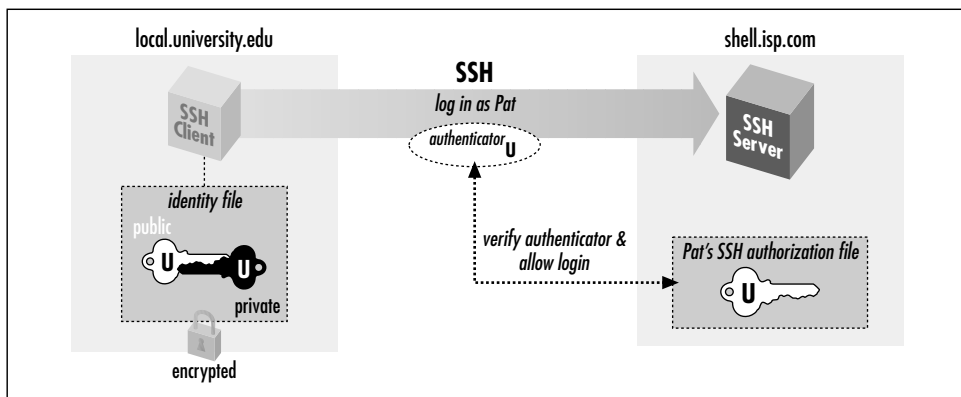 local.university.edu
shell.isp.com
SSH
log in as Pat
SSH
Client
SSH
Server
authenticator U
identity file
public
U
U
private
encrypted
verify authenticator &
allow login
Pat's SSH authorization file
U